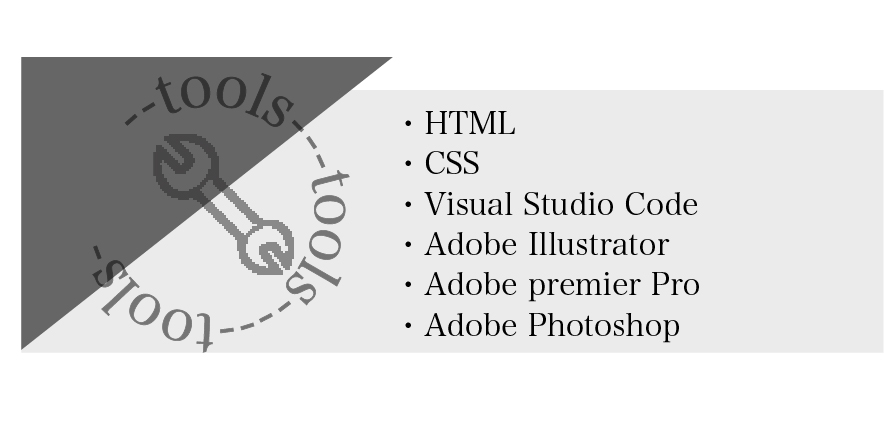 --tools---tools---tools-
・HTML
・CSS
・Visual Studio Code
・Adobe Illustrator
・Adobe premier Pro
・Adobe Photoshop